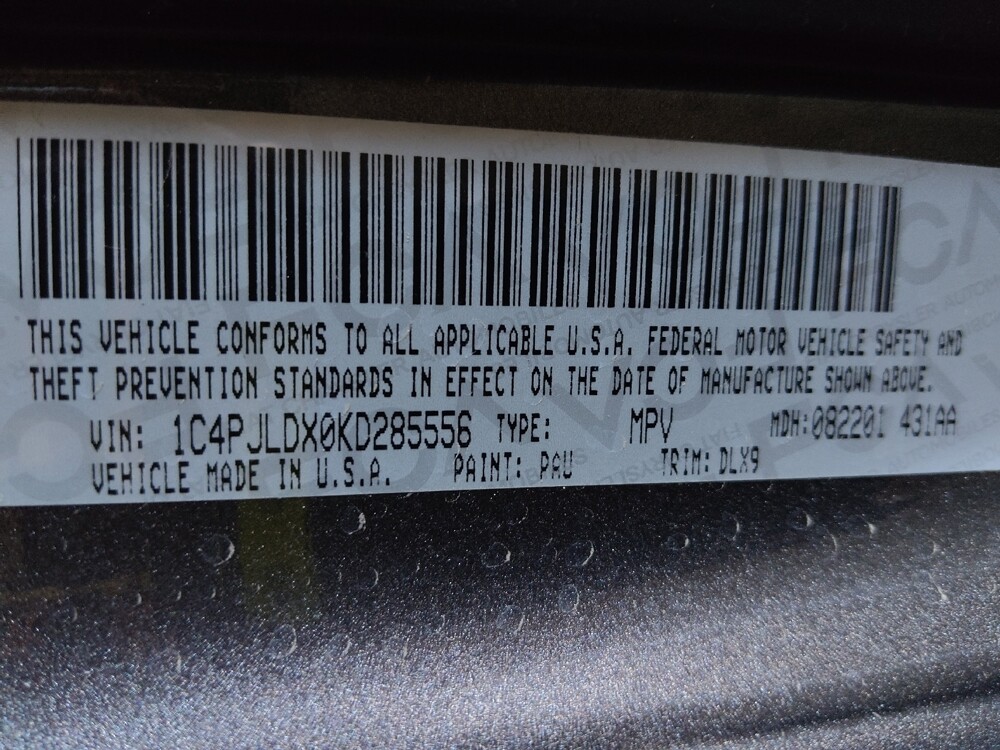 THIS VEHICLE CONFORMS TO ALL APPLICABLE U.S.A. FEDERAL MOTOR VEHICLE SAFETY AND
THEFT PREVENTION STANDARDS IN EFFECT ON THE DATE OF MANUFACTURE SHOWN ABOVE.
VIN: 1C4PJLDX0KD285556 TYPE: MPV MDH:082201 431AA
VEHICLE MADE IN U.S.A. PAINT: PAU TRIM: DLX9